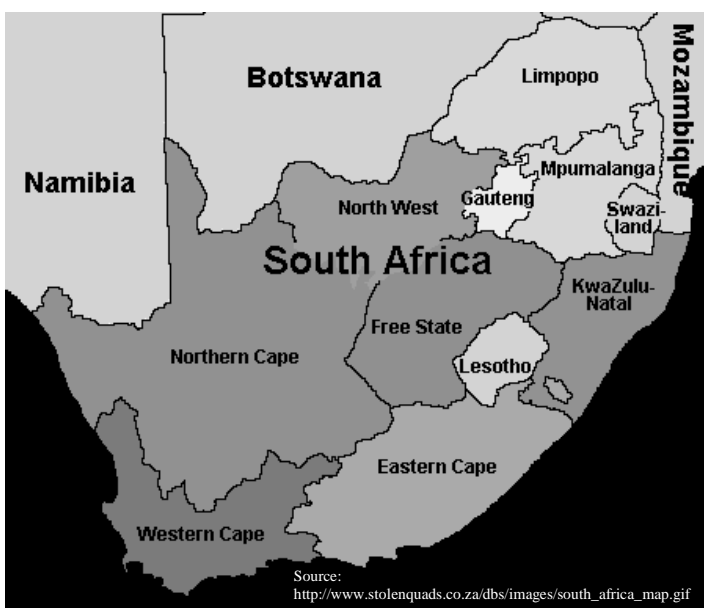 Mozambique
Limpopo
Botswana
Mpumalanga
Namibia
Gauteng
North West
Swazi-
land
South Africa
KwaZulu-
Natal
Free State
Northern Cape
Lesotho
Eastern Cape
Western Cape
Source:
http://www.stolenquads.co.za/dbs/images/south_africa_map.gif